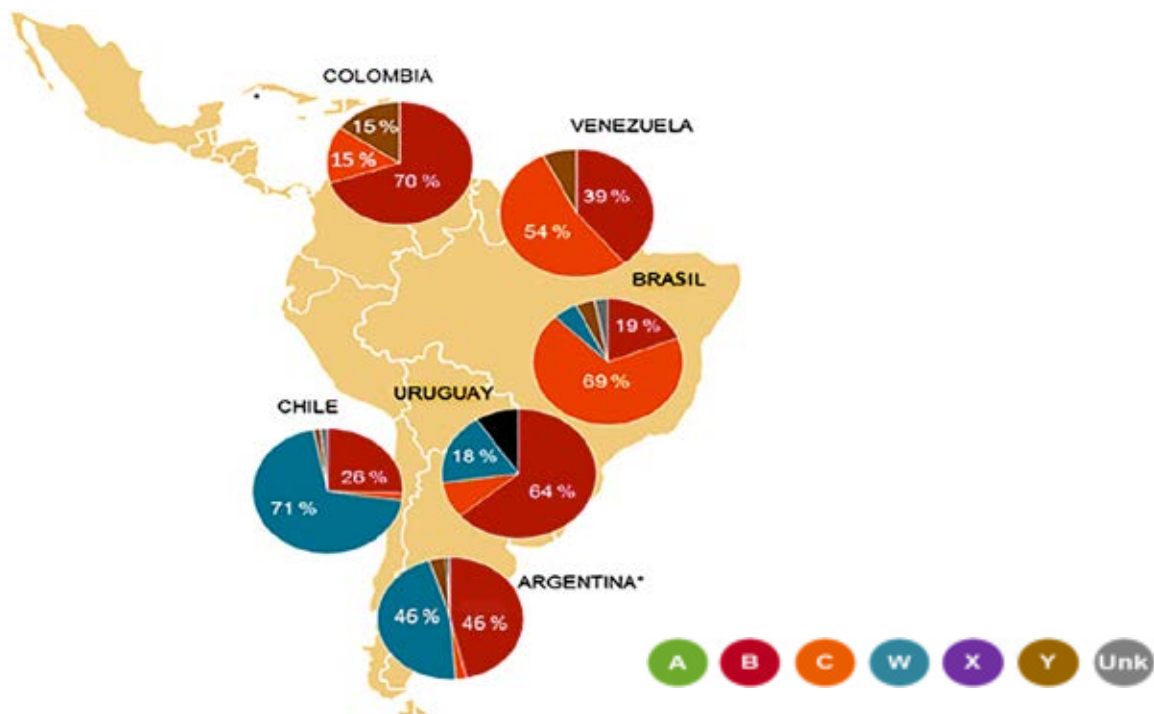 COLOMBIA
15 %
15 %
70 %
VENEZUELA
39 %
54 %
BRASIL
19 %
69 %
URUGUAY
18 %
64 %
CHILE
26 %
71 %
ARGENTINA*
46 %
46 %
A B C W X Y Unk